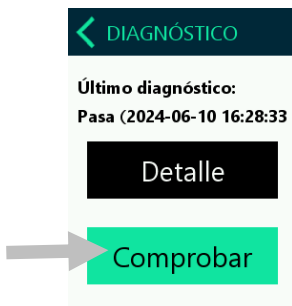 DIAGNÓSTICO
Último diagnóstico:
Pasa (2024-06-10 16:28:33
Detalle
Comprobar